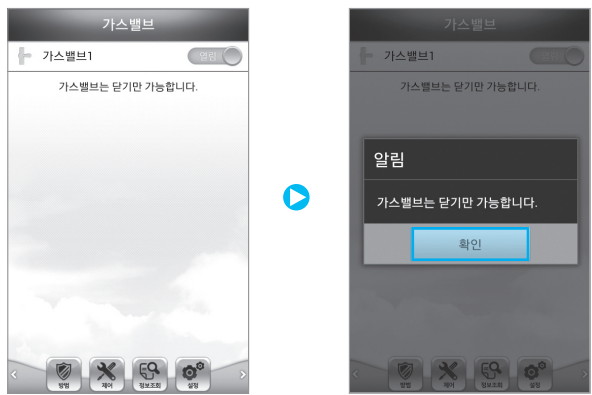 가스밸브
가스밸브1
열림
가스밸브는 닫기만 가능합니다.
방범
제어
정보조회
설정
가스밸브
가스밸브1
가스밸브는 닫기만 가능합니다.
알림
가스밸브는 닫기만 가능합니다.
확인
방범
제어
정보조회
설정